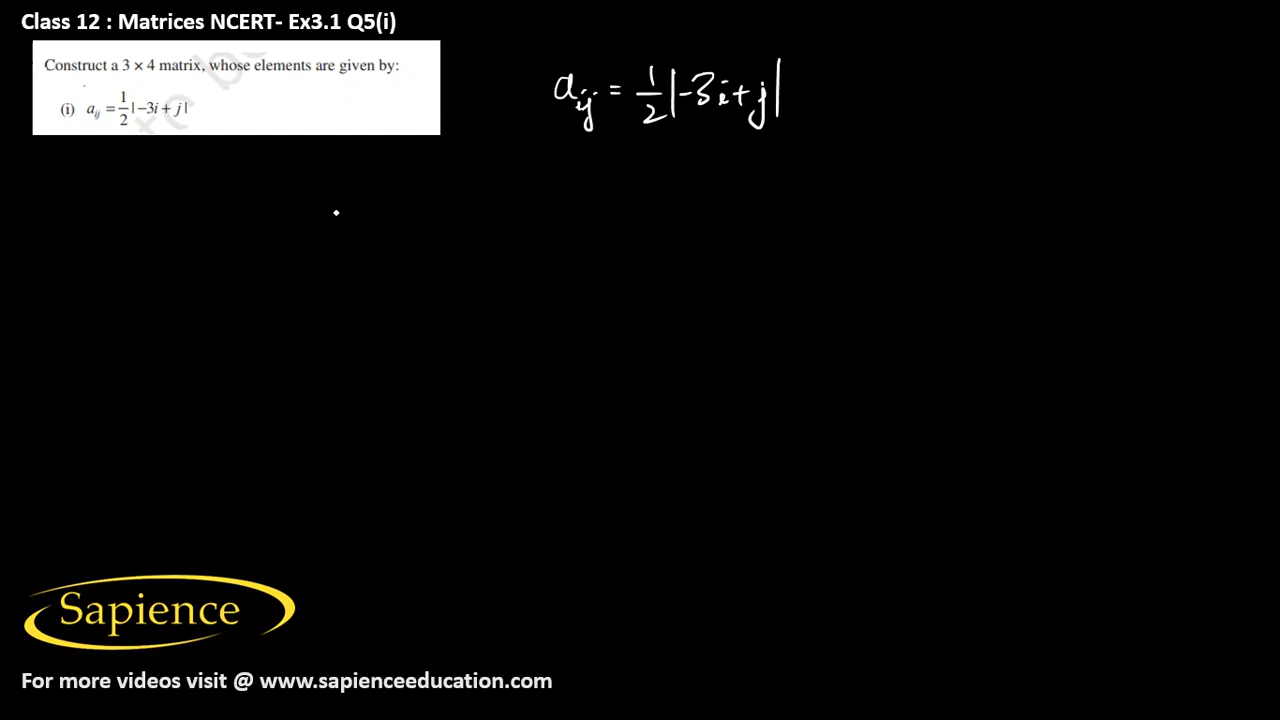 Class 12 : Matrices NCERT- Ex3.1 Q5(i)
Construct a 3 × 4 matrix, whose elements are given by:
(i) aᵢⱼ = 1/2 |−3i + j|
aᵢⱼ = 1/2 |−3i+j|
Sapience
For more videos visit @ www.sapienceeducation.com